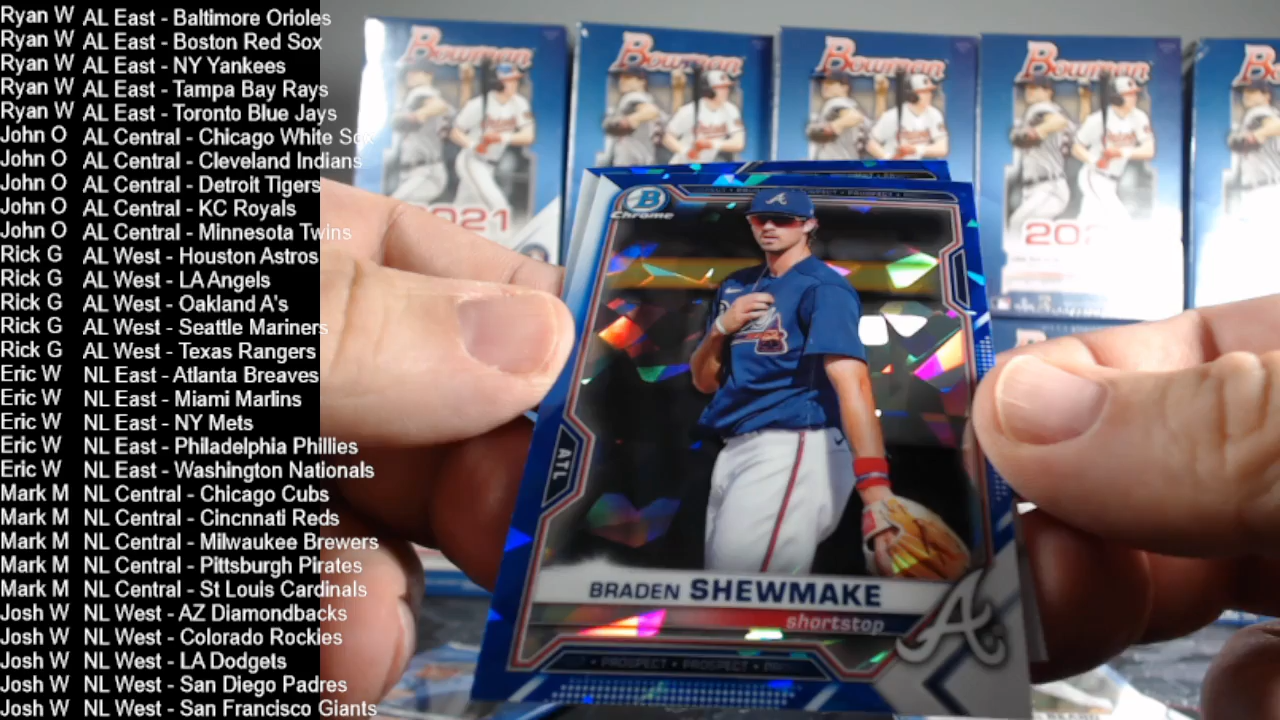 Ryan W AL East - Baltimore Orioles
Ryan W AL East - Boston Red Sox
Ryan W AL East - NY Yankees
Ryan W AL East - Tampa Bay Rays
Ryan W AL East - Toronto Blue Jays
John O AL Central - Chicago White Sox
John O AL Central - Cleveland Indians
John O AL Central - Detroit Tigers
John O AL Central - KC Royals
John O AL Central - Minnesota Twins
Rick G AL West - Houston Astros
Rick G AL West - LA Angels
Rick G AL West - Oakland A's
Rick G AL West - Seattle Mariners
Rick G AL West - Texas Rangers
Eric W NL East - Atlanta Breaves
Eric W NL East - Miami Marlins
Eric W NL East - NY Mets
Eric W NL East - Philadelphia Phillies
Eric W NL East - Washington Nationals
Mark M NL Central - Chicago Cubs
Mark M NL Central - Cincnnati Reds
Mark M NL Central - Milwaukee Brewers
Mark M NL Central - Pittsburgh Pirates
Mark M NL Central - St Louis Cardinals
Josh W NL West - AZ Diamondbacks
Josh W NL West - Colorado Rockies
Josh W NL West - LA Dodgets
Josh W NL West - San Diego Padres
Josh W NL West - San Francisco Giants
Bowman
Bowman
Bowman
Bowman
021
202
B
Chrome
A
ATL
BRADEN SHEWMAKE
shortstop
A
PROSPECT • PROSPECT